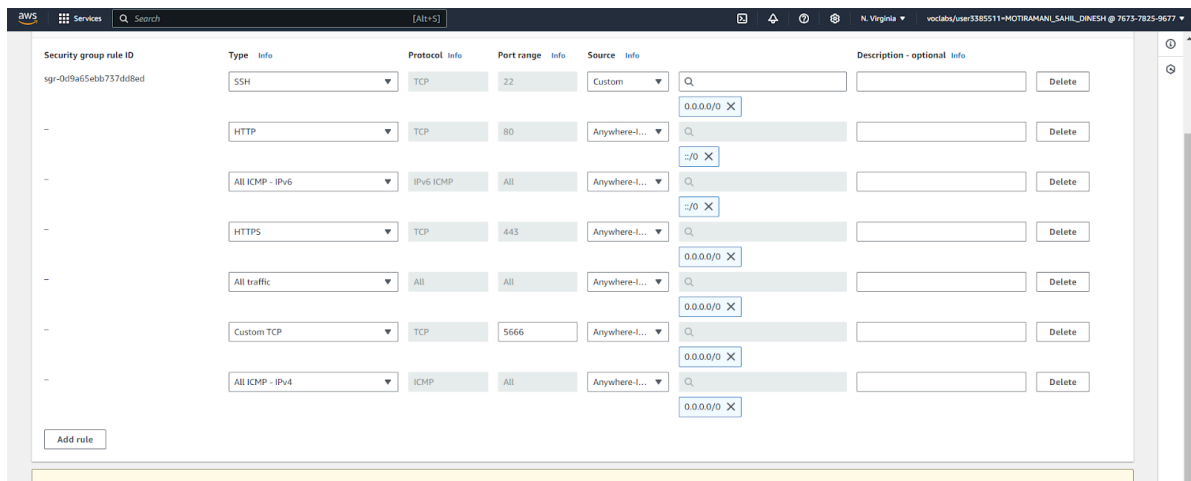 aws Services Search [Alt+S] N. Virginia voclabs/user3385511=MOTIRAMANI_SAHIL_DINESH @ 7673-7825-9677
Security group rule ID Type Info Protocol Info Port range Info Source Info Description - optional Info
sgr-0d9a65ebb737dd8ed SSH TCP 22 Custom Delete
0.0.0.0/0
– HTTP TCP 80 Anywhere-I... Delete
::/0
– All ICMP - IPv6 IPv6 ICMP All Anywhere-I... Delete
::/0
– HTTPS TCP 443 Anywhere-I... Delete
0.0.0.0/0
– All traffic All All Anywhere-I... Delete
0.0.0.0/0
– Custom TCP TCP 5666 Anywhere-I... Delete
0.0.0.0/0
– All ICMP - IPv4 ICMP All Anywhere-I... Delete
0.0.0.0/0
Add rule